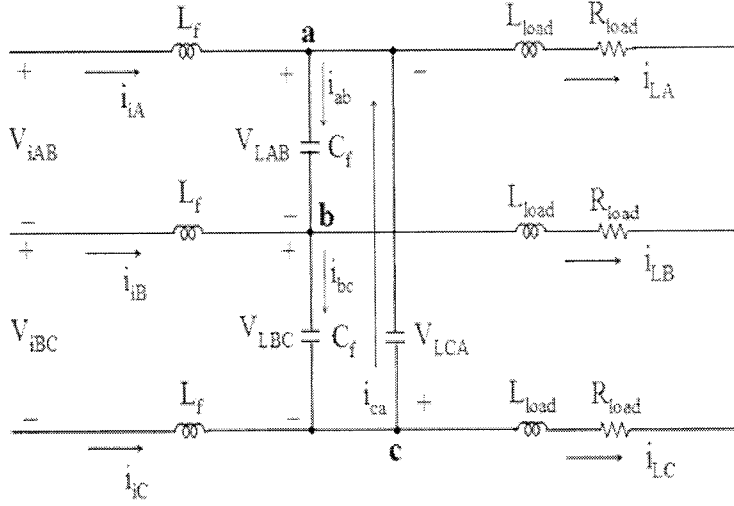 L_f a L_load R_load
+ + -
i_iA i_ab i_LA
V_iAB V_LAB C_f
L_f L_load R_load
- - b
+ +
i_iB i_bc i_LB
V_iBC V_LBC C_f V_LCA
L_f i_ca + L_load R_load
- -
c
i_iC i_LC